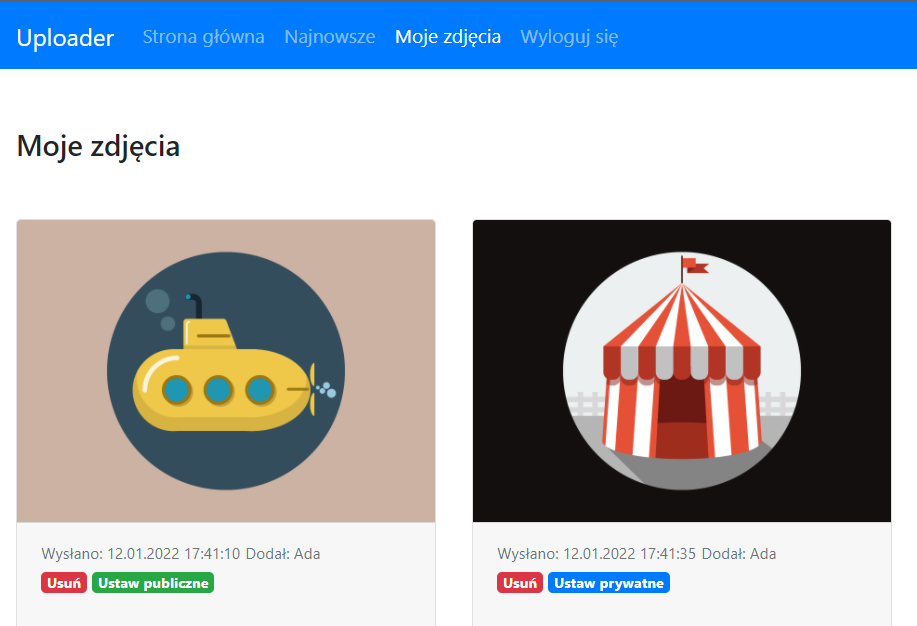 Uploader Strona główna Najnowsze Moje zdjęcia Wyloguj się
Moje zdjęcia
Wysłano: 12.01.2022 17:41:10 Dodał: Ada
Usuń Ustaw publiczne
Wysłano: 12.01.2022 17:41:35 Dodał: Ada
Usuń Ustaw prywatne